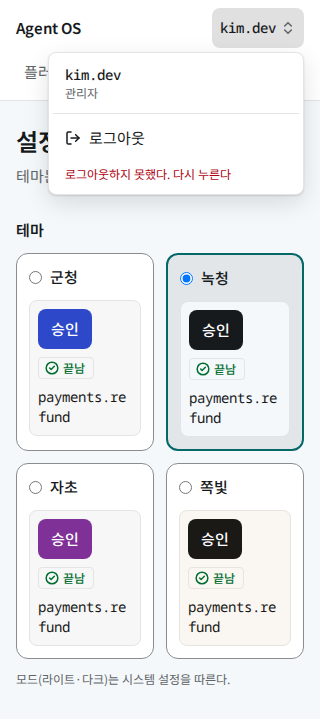 Agent OS
kim.dev
플러
kim.dev
관리자
로그아웃
로그아웃하지 못했다. 다시 누른다
테마
군청
승인
끝남
payments.re
fund
녹청
승인
끝남
payments.re
fund
자초
승인
끝남
payments.re
fund
쪽빛
승인
끝남
payments.re
fund
모드(라이트·다크)는 시스템 설정을 따른다.